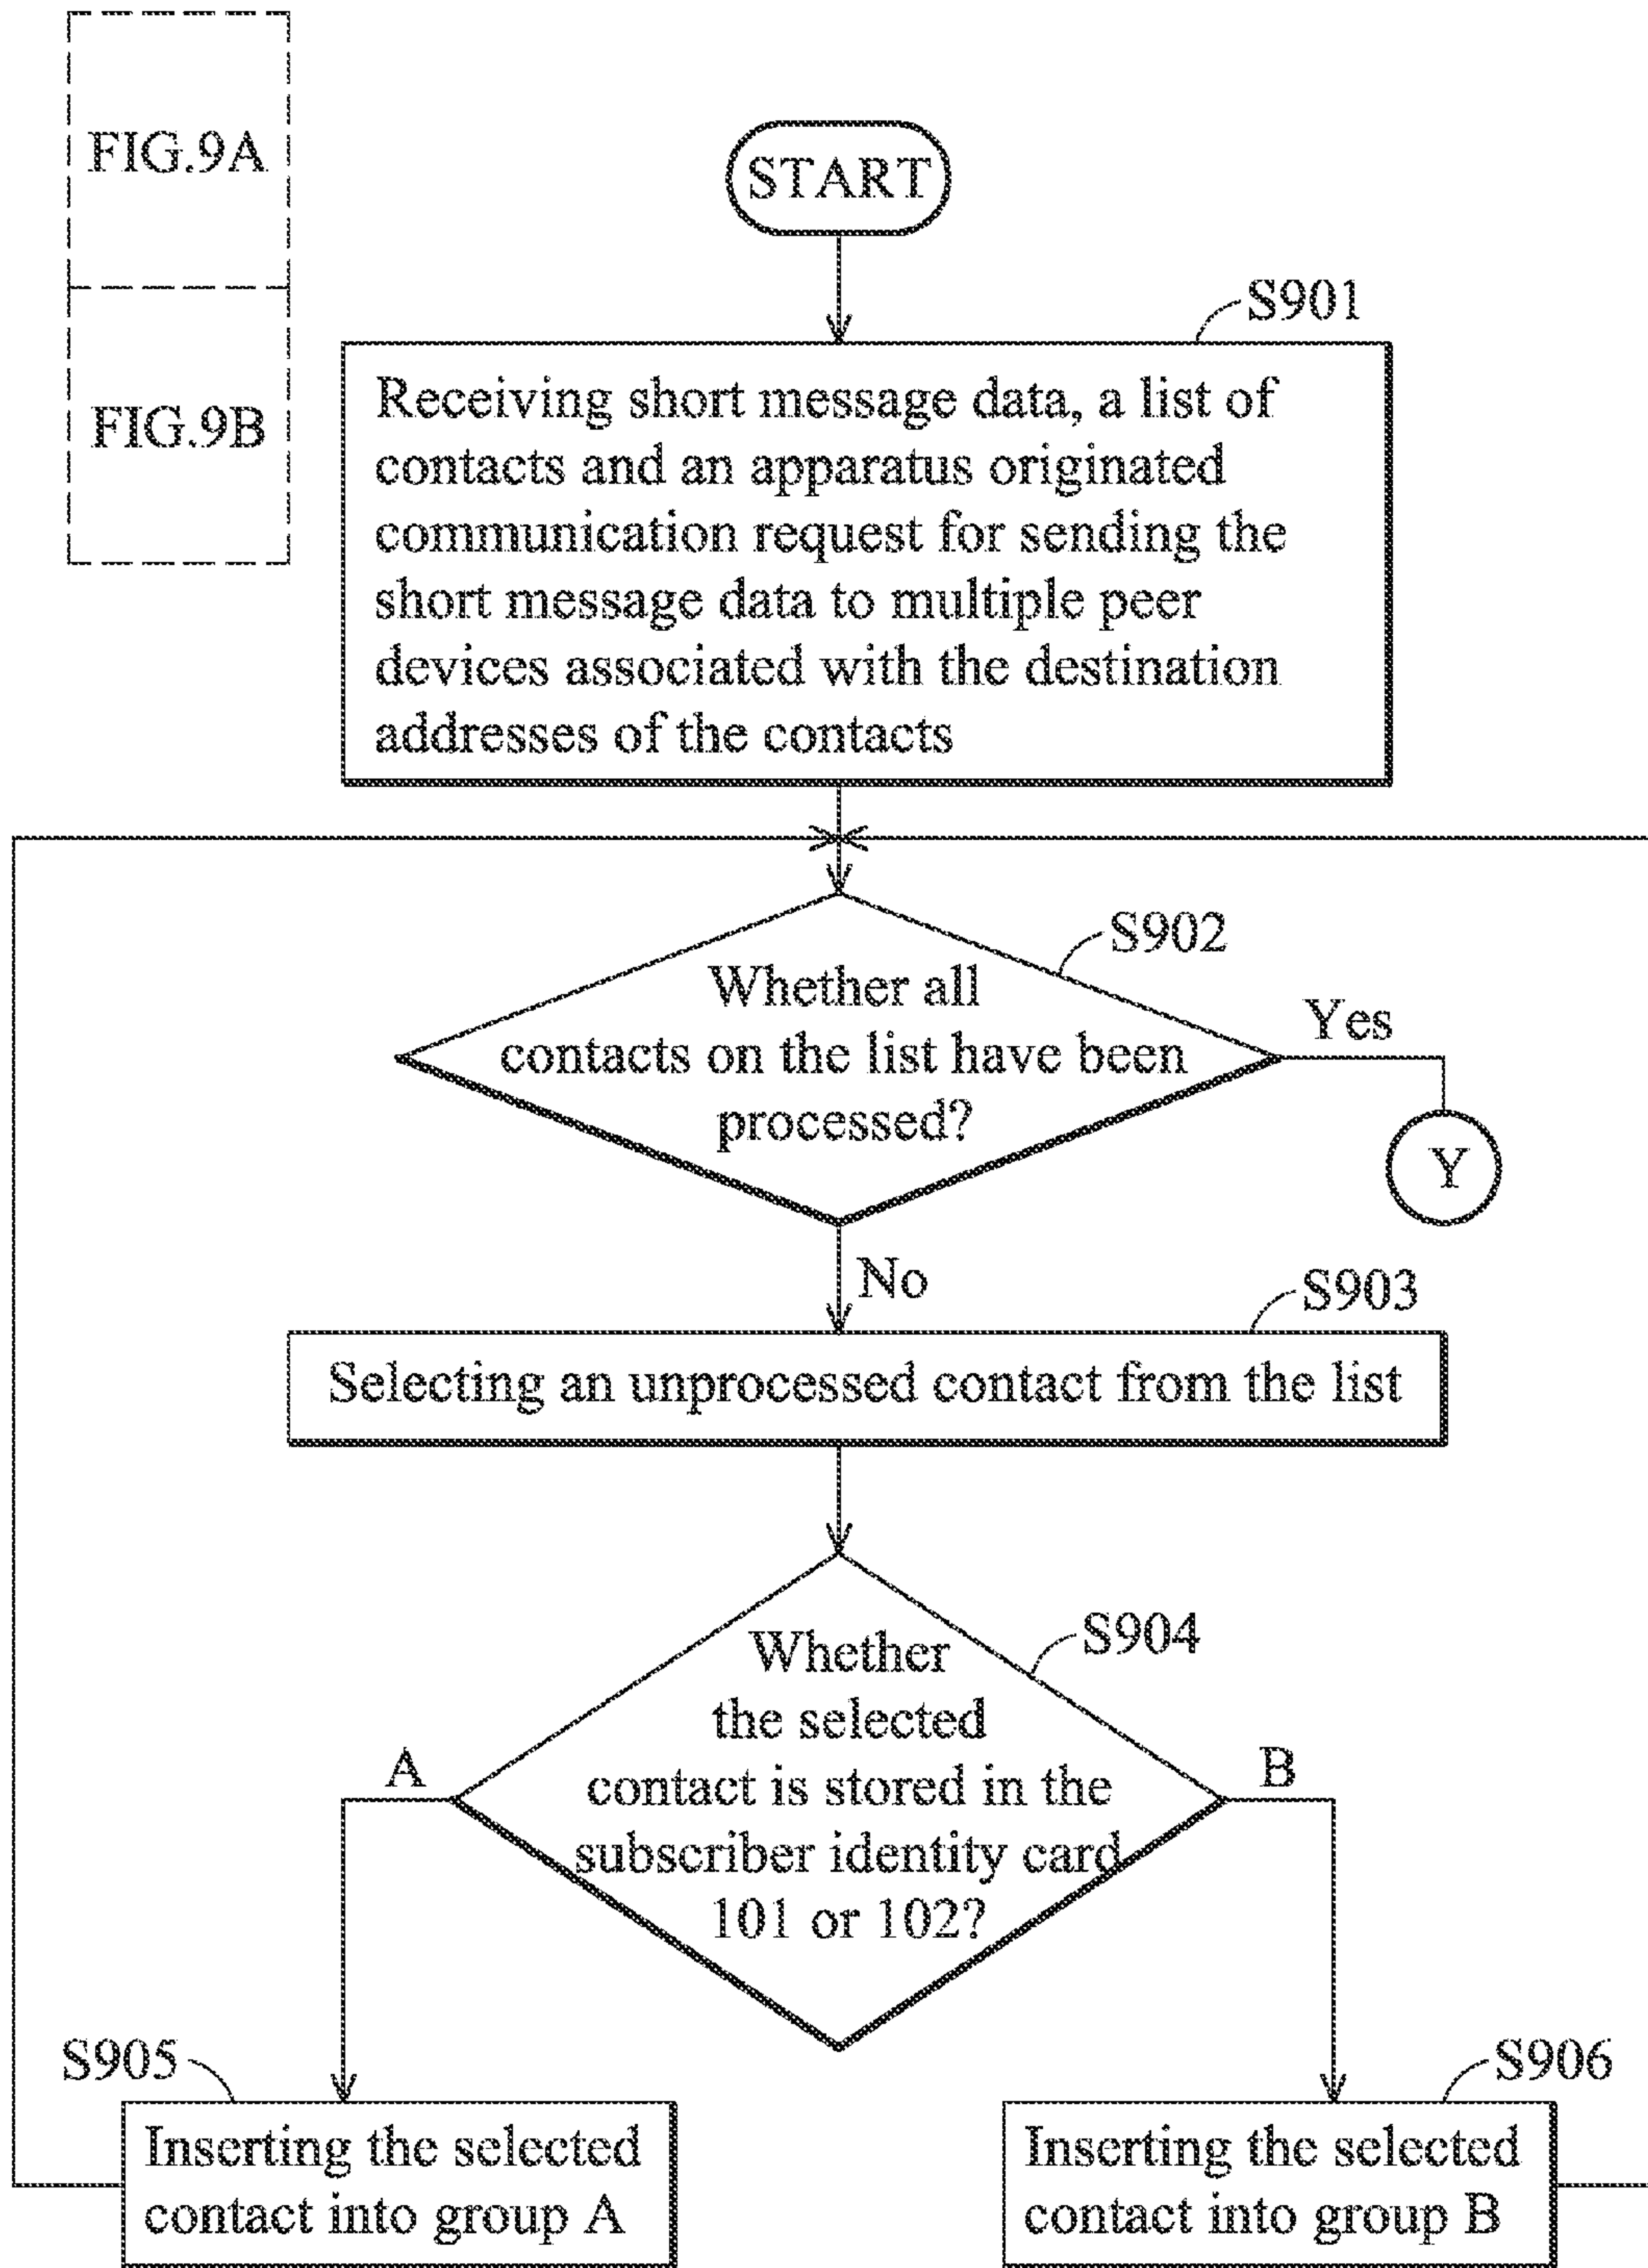 FIG.9A
FIG.9B
START
S901
Receiving short message data, a list of
contacts and an apparatus originated
communication request for sending the
short message data to multiple peer
devices associated with the destination
addresses of the contacts
S902
Whether all
contacts on the list have been
processed?
Yes
Y
No
S903
Selecting an unprocessed contact from the list
S904
Whether
the selected
contact is stored in the
subscriber identity card
101 or 102?
A
B
S905
Inserting the selected
contact into group A
S906
Inserting the selected
contact into group B